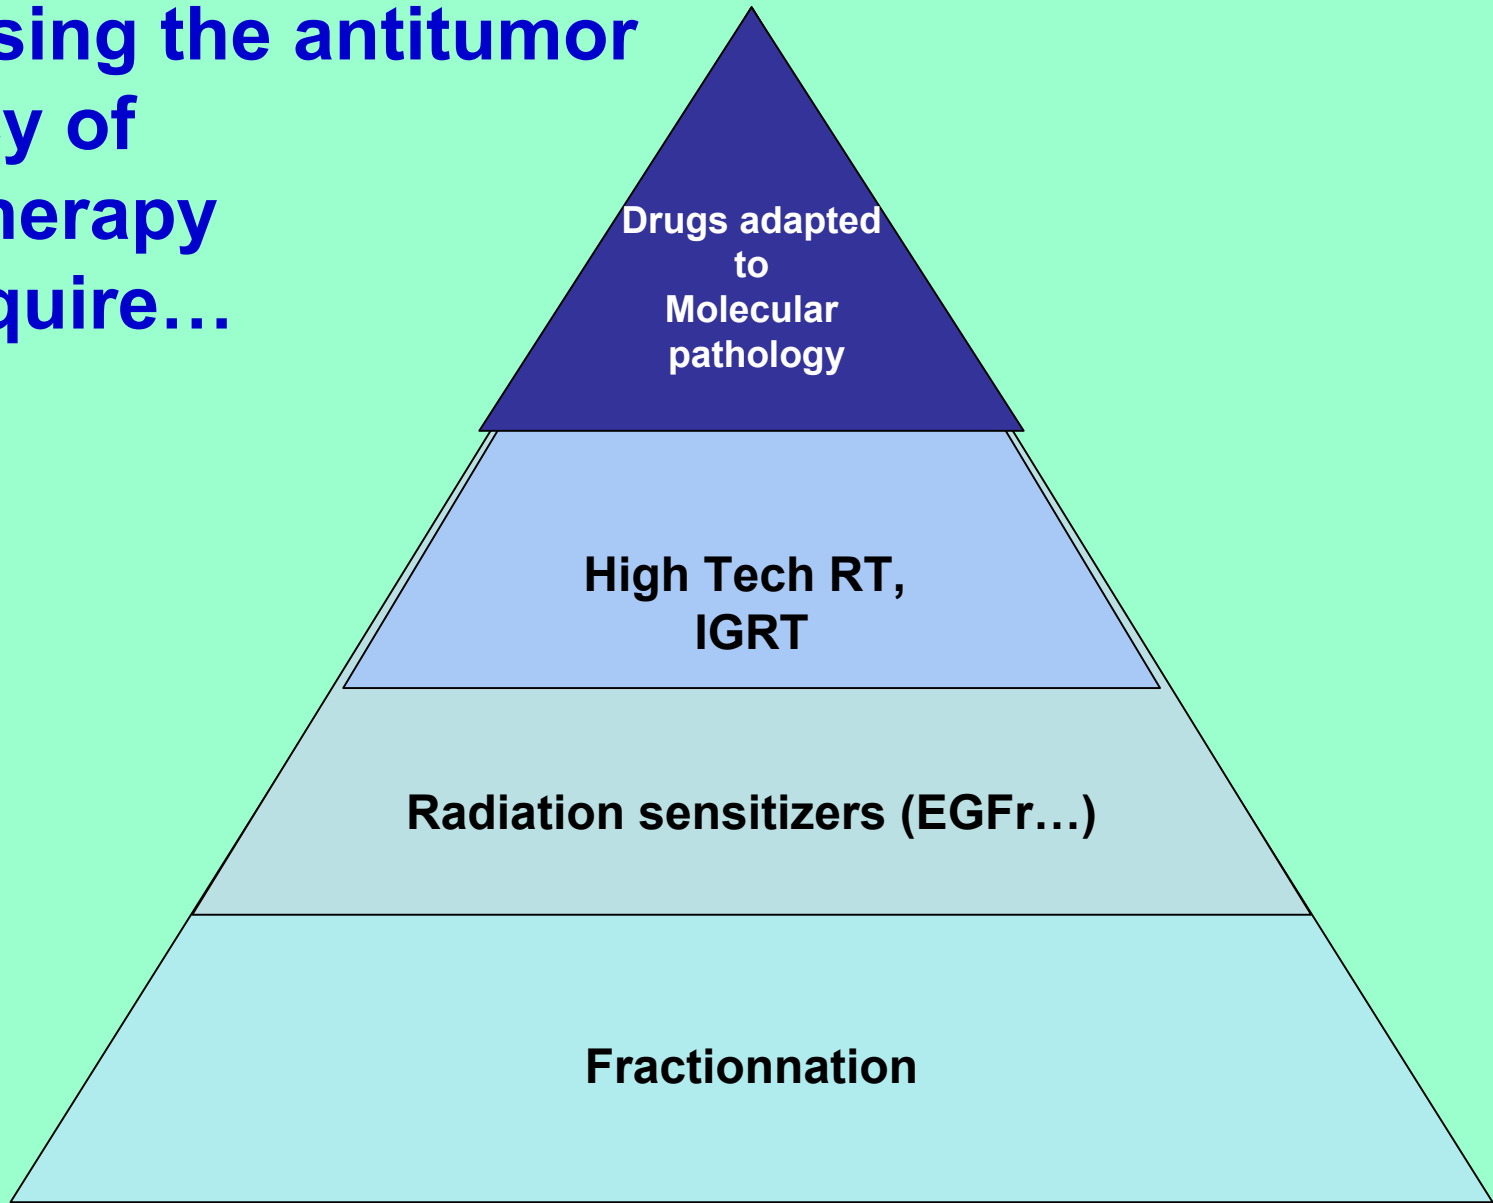 sing the antitumor
y of
herapy
quire…
Drugs adapted
to
Molecular
pathology
High Tech RT,
IGRT
Radiation sensitizers (EGFr…)
Fractionnation